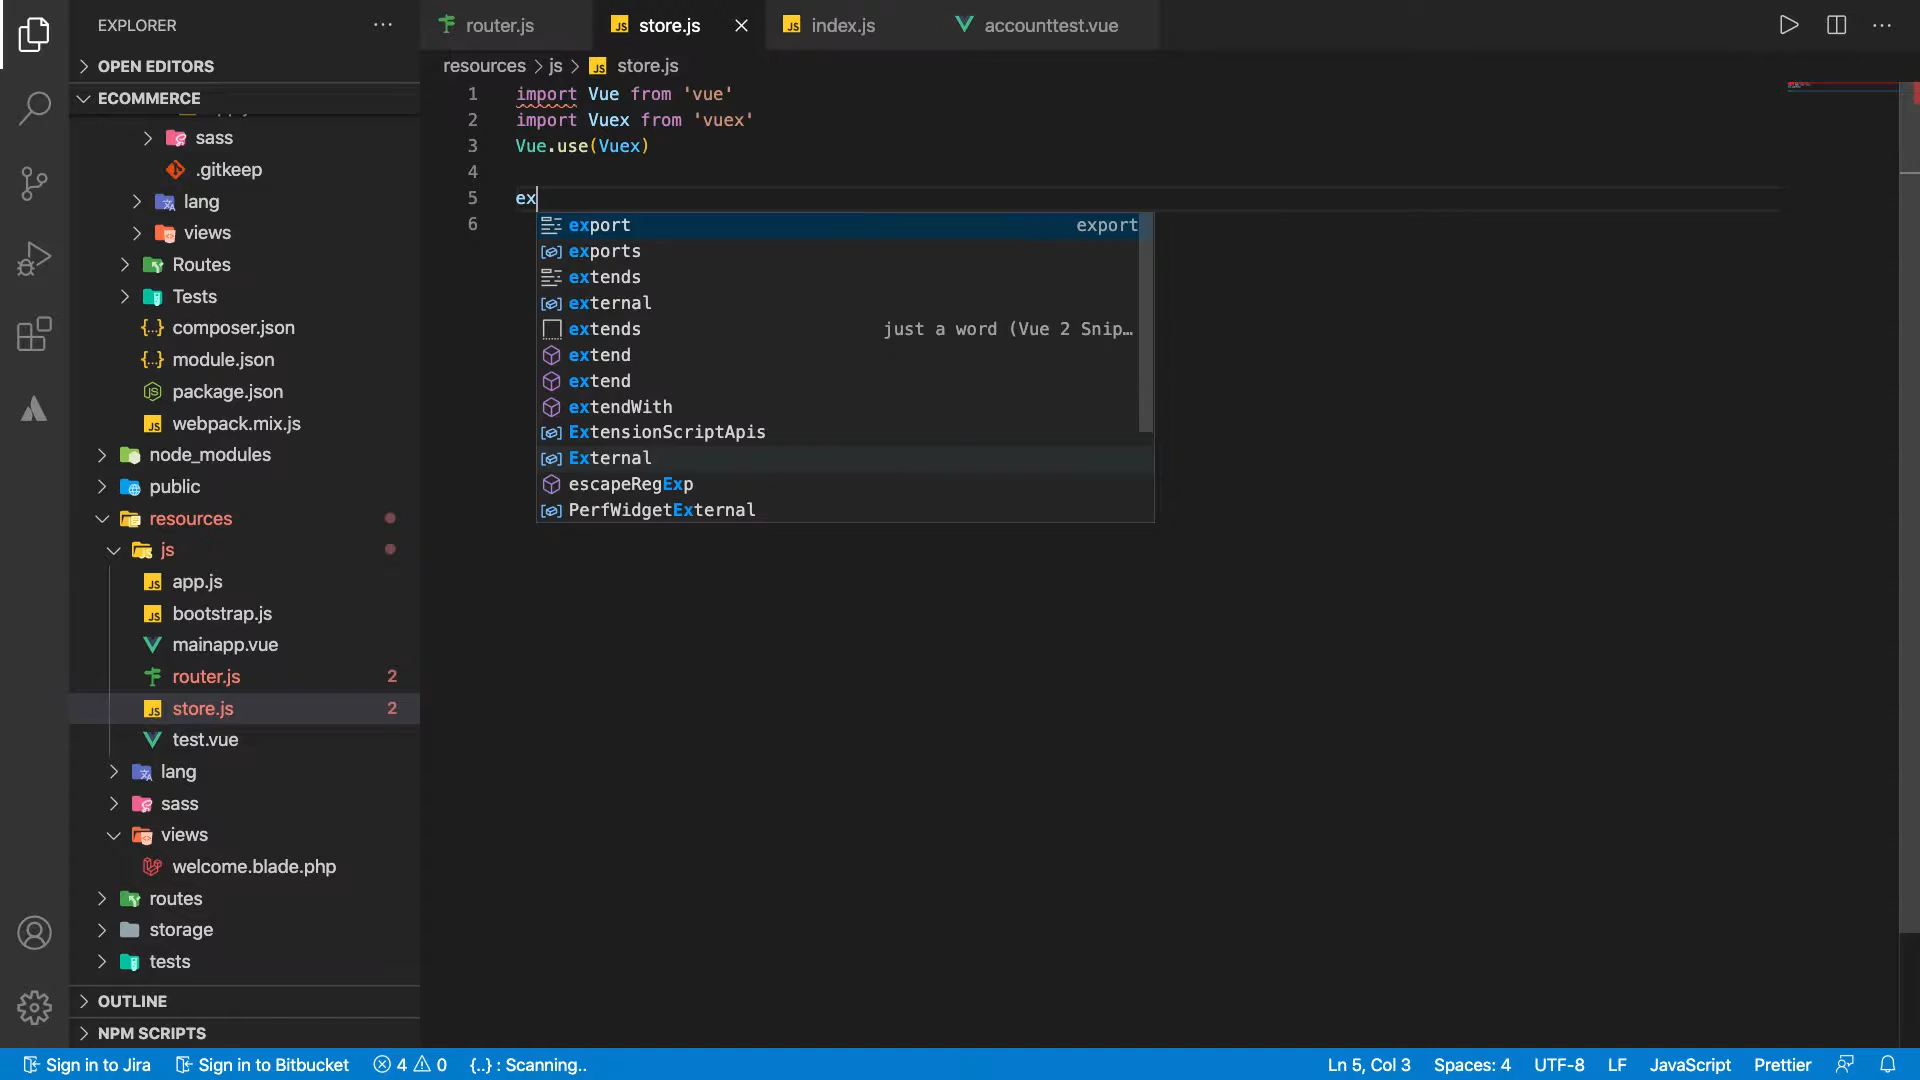 EXPLORER
OPEN EDITORS
ECOMMERCE
sass
.gitkeep
lang
views
Routes
Tests
composer.json
module.json
package.json
webpack.mix.js
node_modules
public
resources
js
app.js
bootstrap.js
mainapp.vue
router.js 2
store.js 2
test.vue
lang
sass
views
welcome.blade.php
routes
storage
tests
OUTLINE
NPM SCRIPTS
router.js store.js index.js accounttest.vue
resources > js > store.js
1 import Vue from 'vue'
2 import Vuex from 'vuex'
3 Vue.use(Vuex)
4
5 ex
6
export export
exports
extends
external
extends just a word (Vue 2 Snip…
extend
extend
extendWith
ExtensionScriptApis
External
escapeRegExp
PerfWidgetExternal
Sign in to Jira Sign in to Bitbucket 4 0 {..} : Scanning.. Ln 5, Col 3 Spaces: 4 UTF-8 LF JavaScript Prettier